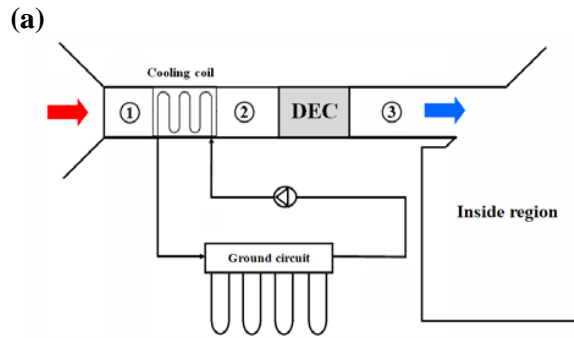 (a)
Cooling coil
① ② DEC ③
Inside region
Ground circuit